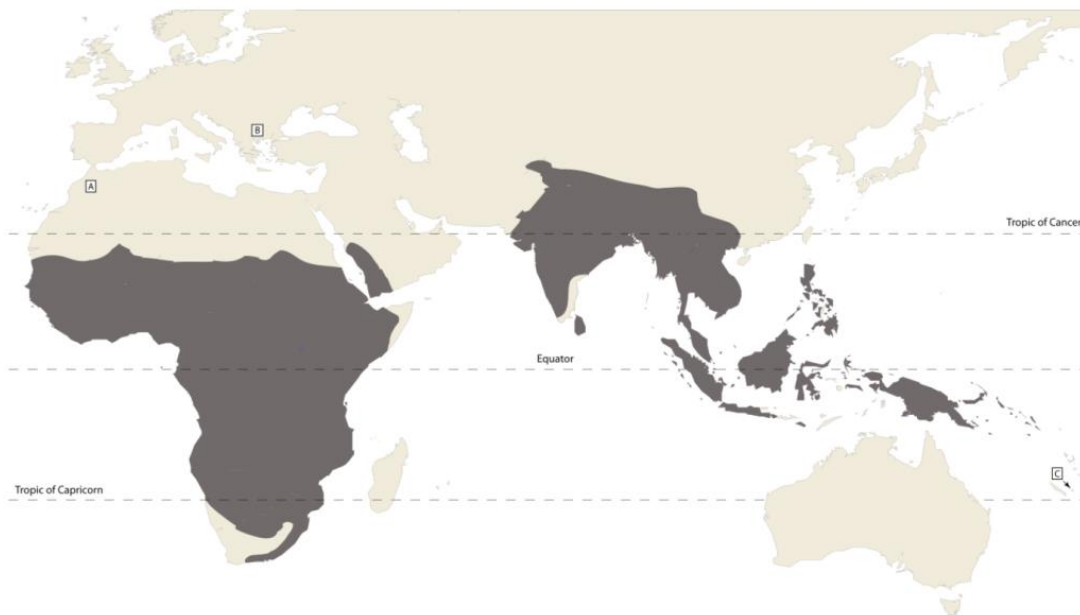 B
A
Tropic of Cancer
Equator
Tropic of Capricorn
C